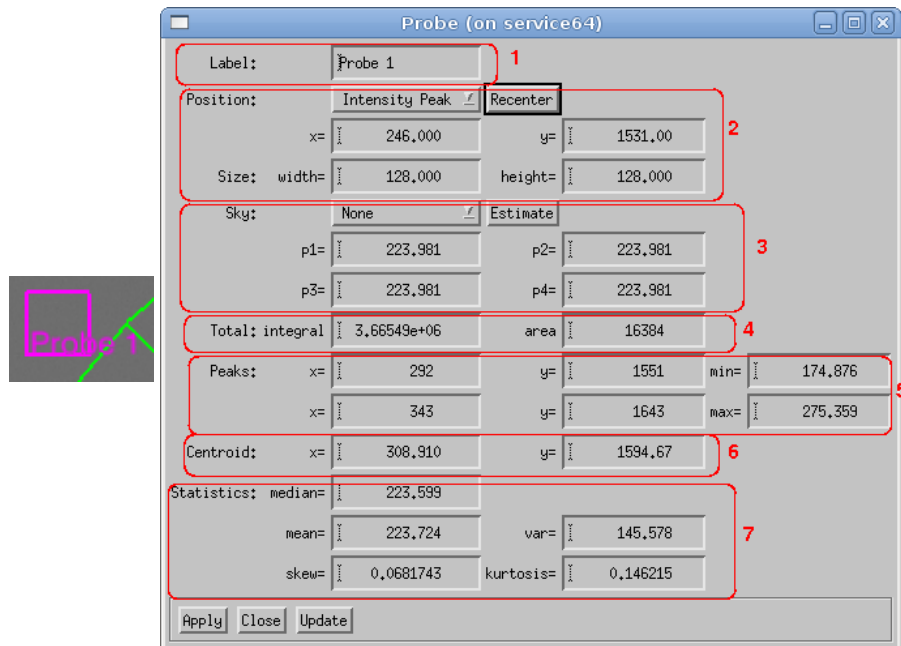 Probe (on service64)
Label: Probe 1 1
Position: Intensity Peak Recenter
x= 246.000 y= 1531.00 2
Size: width= 128.000 height= 128.000
Sky: None Estimate
p1= 223.981 p2= 223.981 3
p3= 223.981 p4= 223.981
Total: integral 3.66549e+06 area 16384 4
Peaks: x= 292 y= 1551 min= 174.876
x= 343 y= 1643 max= 275.359 5
Centroid: x= 308.910 y= 1594.67 6
Statistics: median= 223.599
mean= 223.724 var= 145.578 7
skew= 0.0681743 kurtosis= 0.146215
Apply Close Update
Probe 1